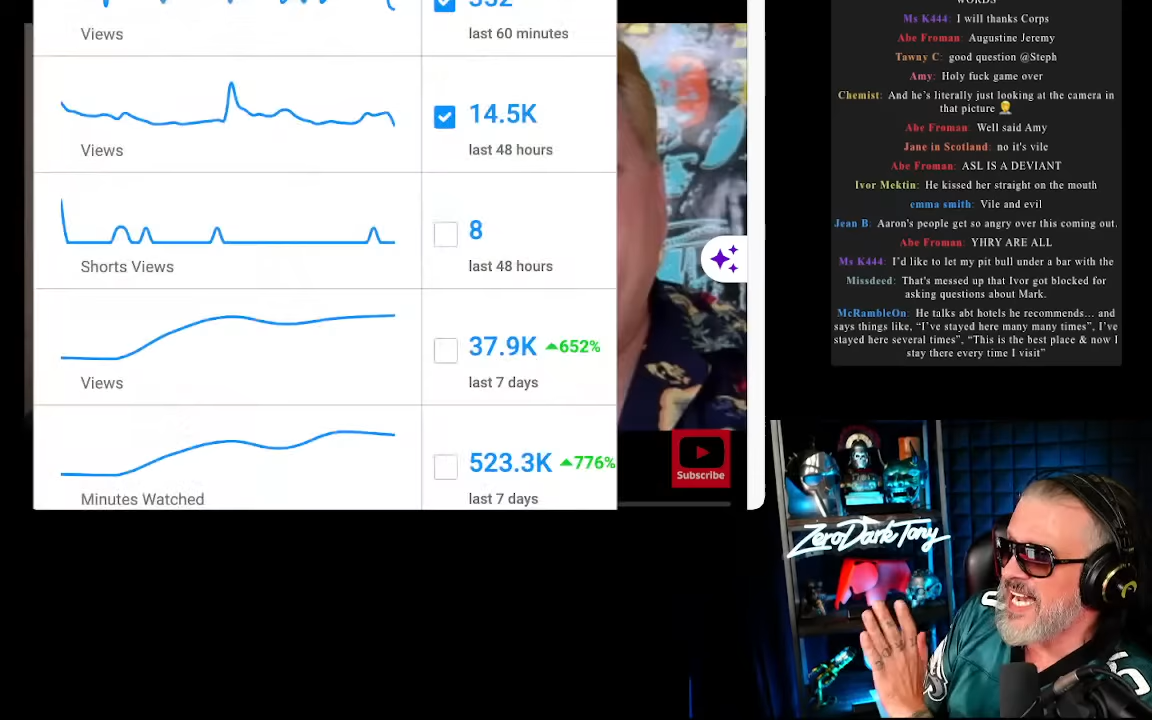 332
Views
last 60 minutes
14.5K
Views
last 48 hours
8
Shorts Views
last 48 hours
37.9K 652%
Views
last 7 days
523.3K 776%
Minutes Watched
last 7 days
Subscribe
WORDS
Ms K444: I will thanks Corps
Abe Froman: Augustine Jeremy
Tawny C: good question @Steph
Amy: Holy fuck game over
Chemist: And he's literally just looking at the camera in
that picture
Abe Froman: Well said Amy
Jane in Scotland: no it's vile
Abe Froman: ASL IS A DEVIANT
Ivor Mektin: He kissed her straight on the mouth
emma smith: Vile and evil
Jean B: Aaron's people get so angry over this coming out.
Abe Froman: YHRY ARE ALL
Ms K444: I'd like to let my pit bull under a bar with the
Missdeed: That's messed up that Ivor got blocked for
asking questions about Mark.
McRambleOn: He talks abt hotels he recommends... and
says things like, “I've stayed here many many times”, I've
stayed here several times”, “This is the best place & now I
stay there every time I visit”
ZeroDarkTony